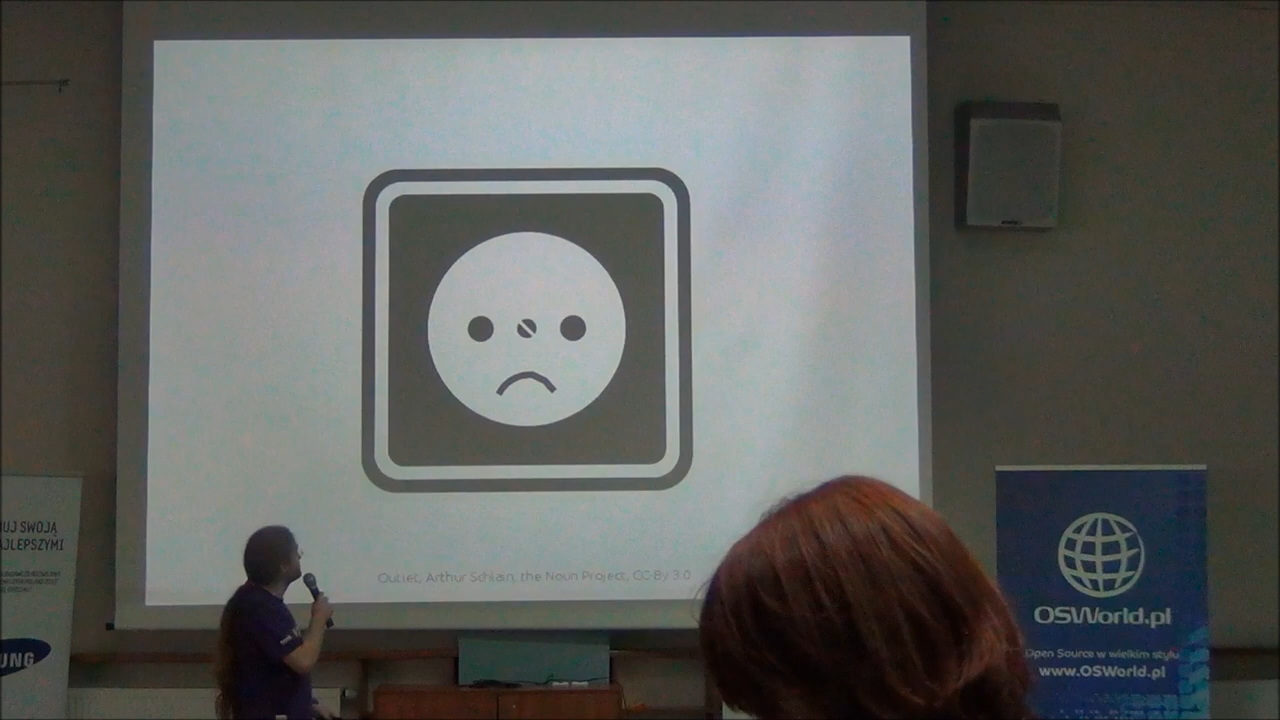 Outlet, Arthur Schlain, the Noun Project, CC-By 3.0
UJ SWOJĄ
AJLEPSZYMI
UNG
OSWorld.pl
Open Source w wielkim stylu
www.OSWorld.pl